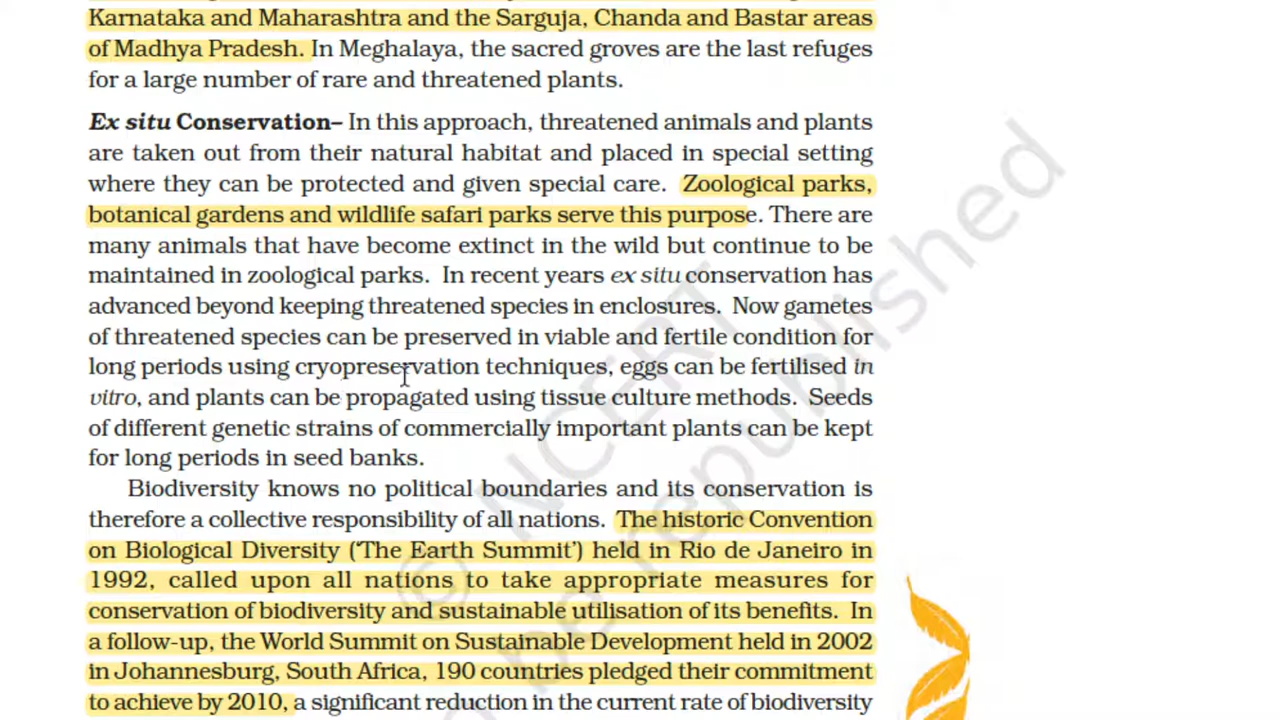 Karnataka and Maharashtra and the Sarguja, Chanda and Bastar areas
of Madhya Pradesh. In Meghalaya, the sacred groves are the last refuges
for a large number of rare and threatened plants.
Ex situ Conservation– In this approach, threatened animals and plants
are taken out from their natural habitat and placed in special setting
where they can be protected and given special care. Zoological parks,
botanical gardens and wildlife safari parks serve this purpose. There are
many animals that have become extinct in the wild but continue to be
maintained in zoological parks. In recent years ex situ conservation has
advanced beyond keeping threatened species in enclosures. Now gametes
of threatened species can be preserved in viable and fertile condition for
long periods using cryopreservation techniques, eggs can be fertilised in
vitro, and plants can be propagated using tissue culture methods. Seeds
of different genetic strains of commercially important plants can be kept
for long periods in seed banks.
Biodiversity knows no political boundaries and its conservation is
therefore a collective responsibility of all nations. The historic Convention
on Biological Diversity (‘The Earth Summit’) held in Rio de Janeiro in
1992, called upon all nations to take appropriate measures for
conservation of biodiversity and sustainable utilisation of its benefits. In
a follow-up, the World Summit on Sustainable Development held in 2002
in Johannesburg, South Africa, 190 countries pledged their commitment
to achieve by 2010, a significant reduction in the current rate of biodiversity
© NCERT
be republished